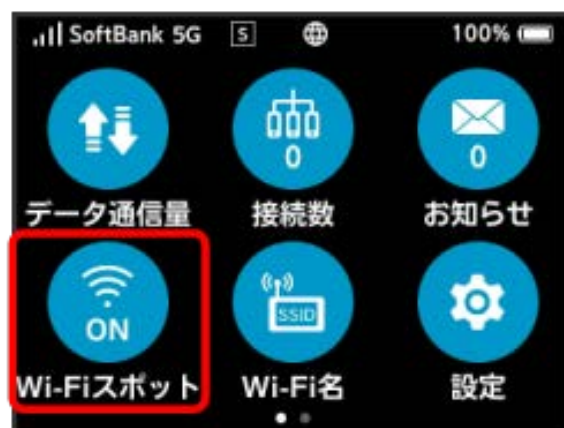 SoftBank 5G S 100%
0 0
データ通信量 接続数 お知らせ
ON SSID
Wi-Fiスポット Wi-Fi名 設定